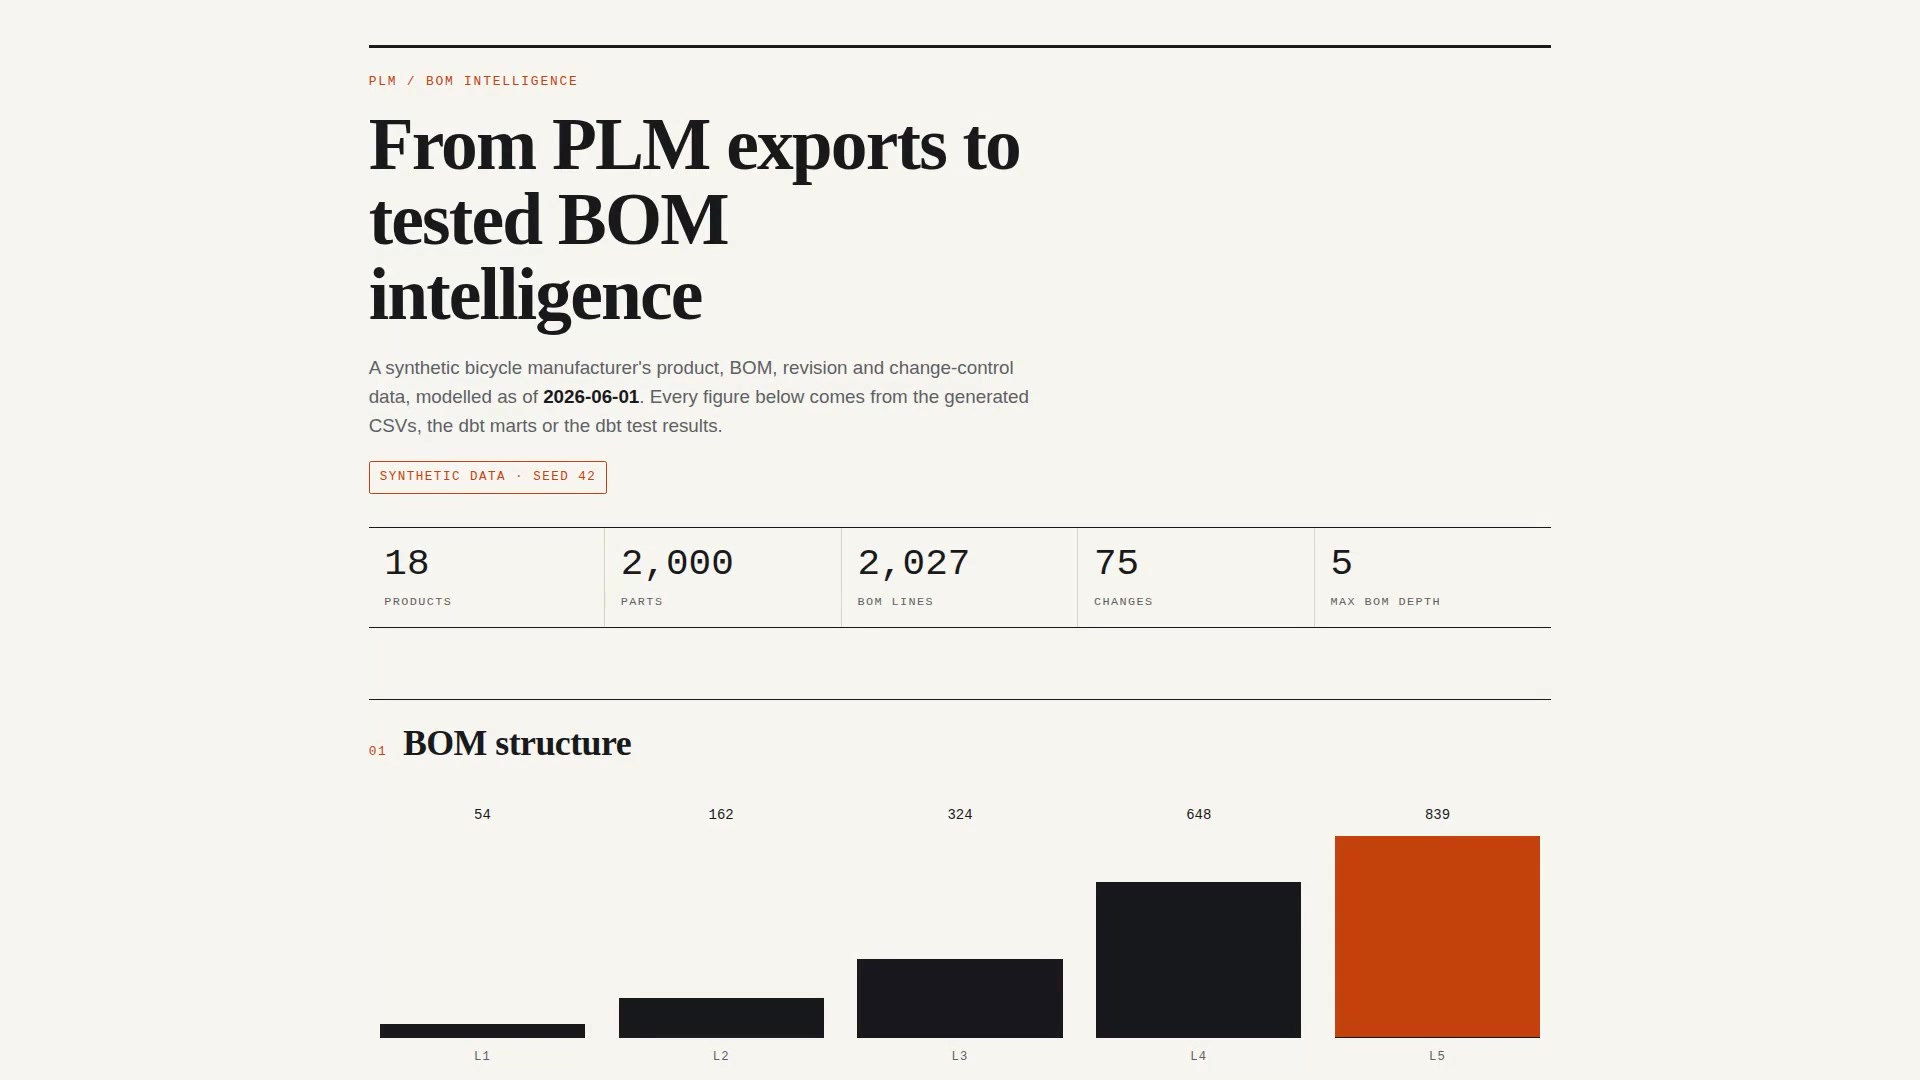 PLM / BOM INTELLIGENCE
From PLM exports to
tested BOM
intelligence
A synthetic bicycle manufacturer's product, BOM, revision and change-control
data, modelled as of 2026-06-01. Every figure below comes from the generated
CSVs, the dbt marts or the dbt test results.
SYNTHETIC DATA · SEED 42
18 2,000 2,027 75 5
PRODUCTS PARTS BOM LINES CHANGES MAX BOM DEPTH
01 BOM structure
54 162 324 648 839
L1 L2 L3 L4 L5